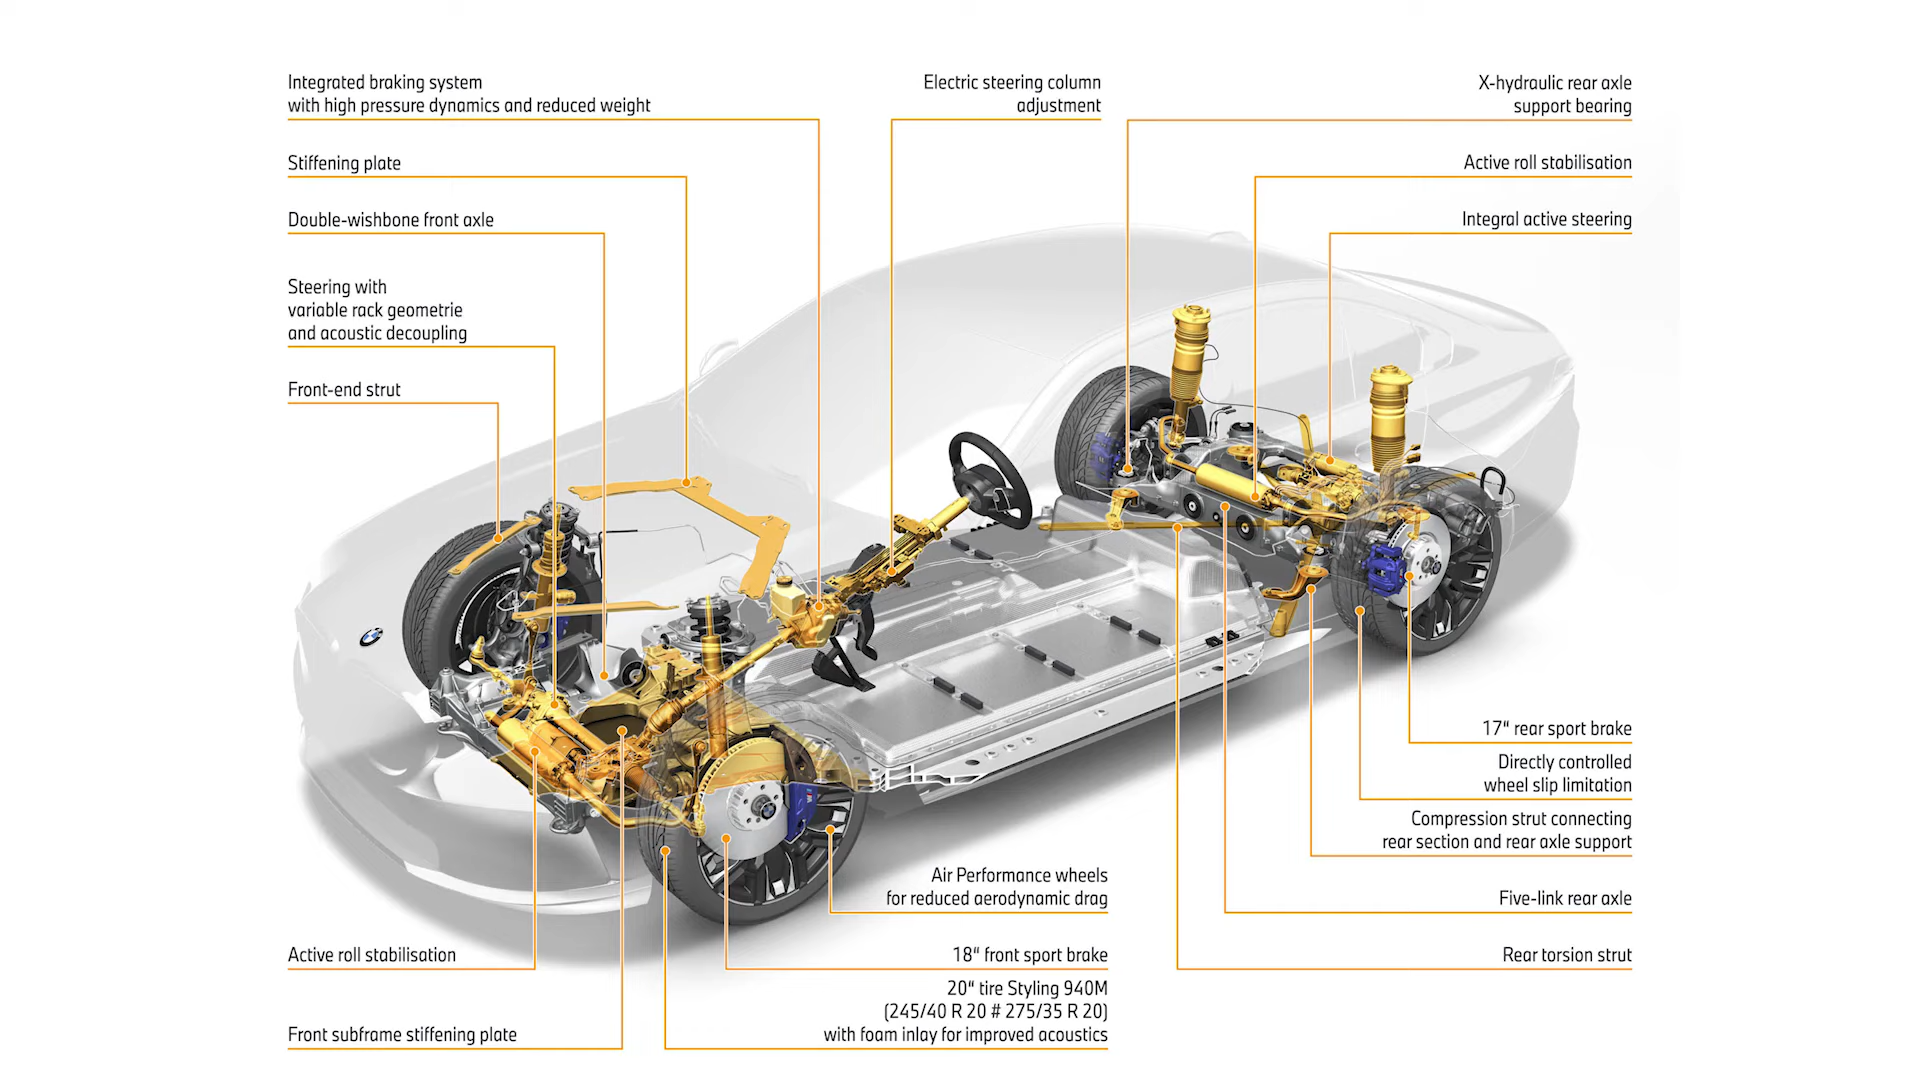 Integrated braking system
with high pressure dynamics and reduced weight
Stiffening plate
Double-wishbone front axle
Steering with
variable rack geometrie
and acoustic decoupling
Front-end strut
Electric steering column
adjustment
X-hydraulic rear axle
support bearing
Active roll stabilisation
Integral active steering
17“ rear sport brake
Directly controlled
wheel slip limitation
Compression strut connecting
rear section and rear axle support
Five-link rear axle
Rear torsion strut
Air Performance wheels
for reduced aerodynamic drag
18“ front sport brake
20“ tire Styling 940M
(245/40 R 20 # 275/35 R 20)
with foam inlay for improved acoustics
Active roll stabilisation
Front subframe stiffening plate